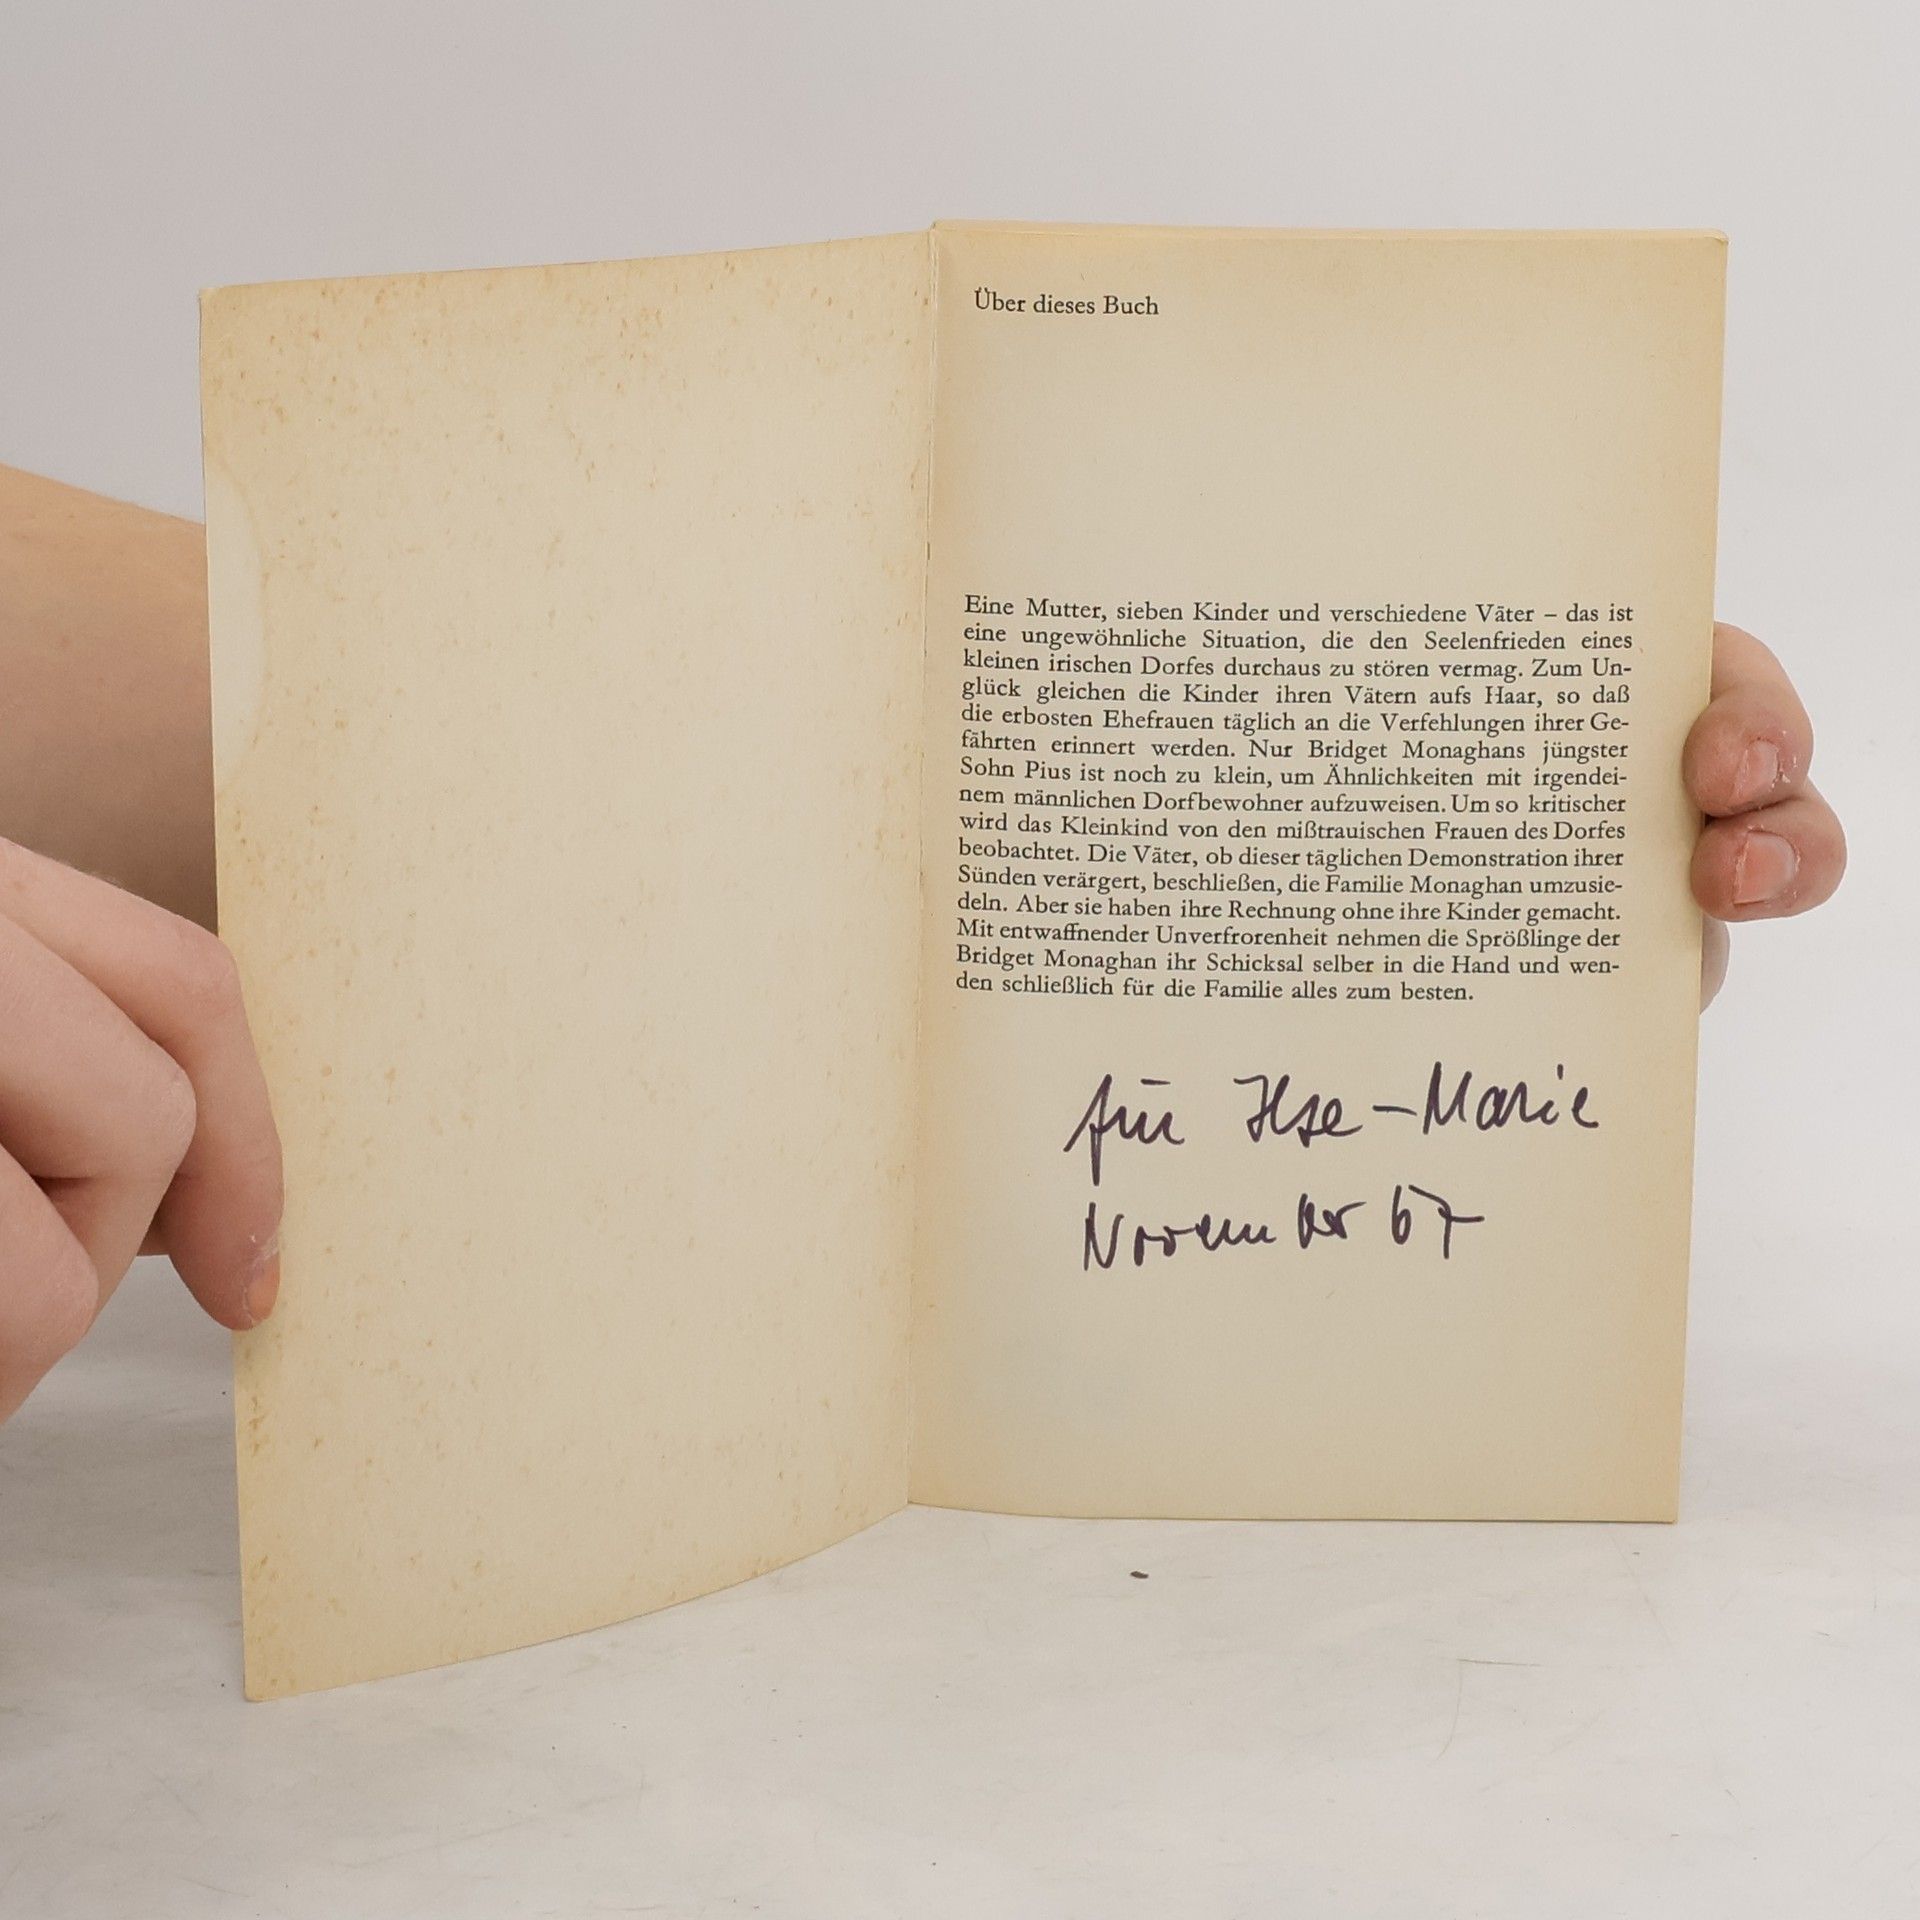 Über dieses Buch
Eine Mutter, sieben Kinder und verschiedene Väter – das ist
eine ungewöhnliche Situation, die den Seelenfrieden eines
kleinen irischen Dorfes durchaus zu stören vermag. Zum Un-
glück gleichen die Kinder ihren Vätern aufs Haar, so daß
die erbosten Ehefrauen täglich an die Verfehlungen ihrer Ge-
fährten erinnert werden. Nur Bridget Monaghans jüngster
Sohn Pius ist noch zu klein, um Ähnlichkeiten mit irgendei-
nem männlichen Dorfbewohner aufzuweisen. Um so kritischer
wird das Kleinkind von den mißtrauischen Frauen des Dorfes
beobachtet. Die Väter, ob dieser täglichen Demonstration ihrer
Sünden verärgert, beschließen, die Familie Monaghan umzusie-
deln. Aber sie haben ihre Rechnung ohne ihre Kinder gemacht.
Mit entwaffnender Unverfrorenheit nehmen die Sprößlinge der
Bridget Monaghan ihr Schicksal selber in die Hand und wen-
den schließlich für die Familie alles zum besten.
für Ilse-Marie
November 67